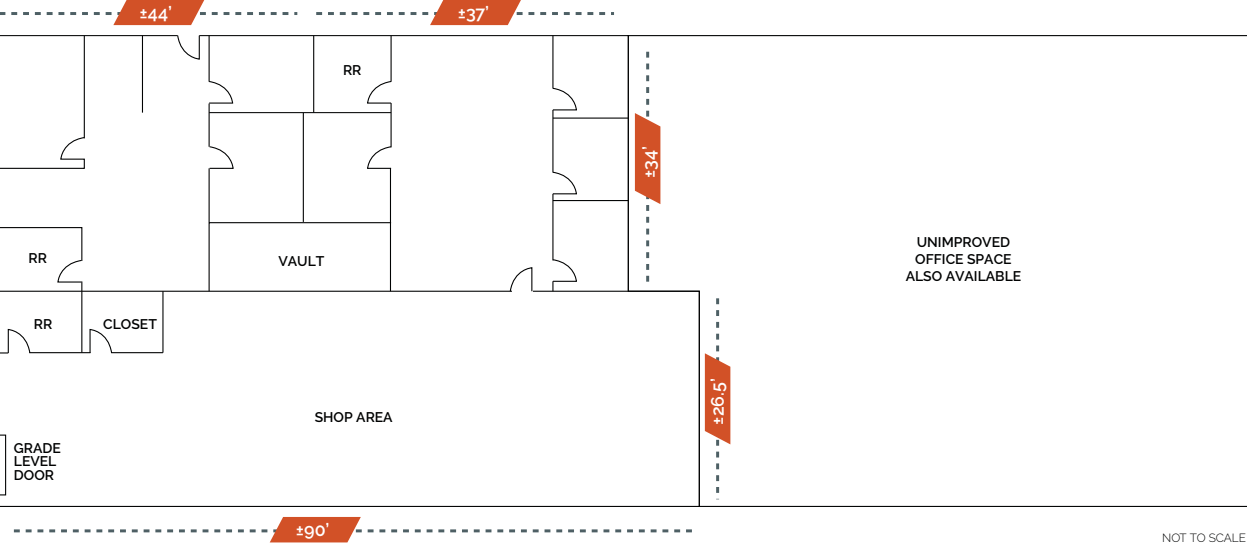 ±44’
±37’
RR
±34’
UNIMPROVED
OFFICE SPACE
ALSO AVAILABLE
RR
VAULT
RR
CLOSET
±26.5’
SHOP AREA
GRADE
LEVEL
DOOR
±90’
NOT TO SCALE